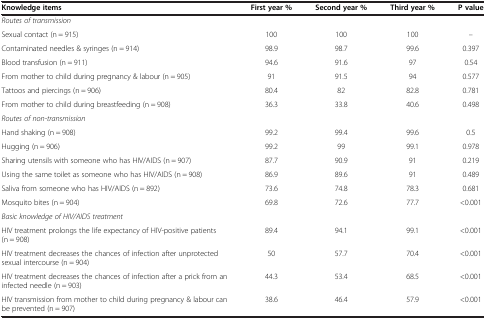 Knowledge items First year % Second year % Third year % P value
Routes of transmission
Sexual contact (n = 915) 100 100 100 –
Contaminated needles & syringes (n = 914) 98.9 98.7 99.6 0.397
Blood transfusion (n = 911) 94.6 91.6 97 0.54
From mother to child during pregnancy & labour (n = 905) 91 91.5 94 0.577
Tattoos and piercings (n = 906) 80.4 82 82.8 0.781
From mother to child during breastfeeding (n = 908) 36.3 33.8 40.6 0.498
Routes of non-transmission
Hand shaking (n = 908) 99.2 99.4 99.6 0.5
Hugging (n = 906) 99.2 99 99.1 0.978
Sharing utensils with someone who has HIV/AIDS (n = 907) 87.7 90.9 91 0.219
Using the same toilet as someone who has HIV/AIDS (n = 908) 86.9 89.6 91 0.489
Saliva from someone who has HIV/AIDS (n = 892) 73.6 74.8 78.3 0.681
Mosquito bites (n = 904) 69.8 72.6 77.7 <0.001
Basic knowledge of HIV/AIDS treatment
HIV treatment prolongs the life expectancy of HIV-positive patients 89.4 94.1 99.1 <0.001
(n = 908)
HIV treatment decreases the chances of infection after unprotected 50 57.7 70.4 <0.001
sexual intercourse (n = 904)
HIV treatment decreases the chances of infection after a prick from an 44.3 53.4 68.5 <0.001
infected needle (n = 903)
HIV transmission from mother to child during pregnancy & labour can 38.6 46.4 57.9 <0.001
be prevented (n = 907)